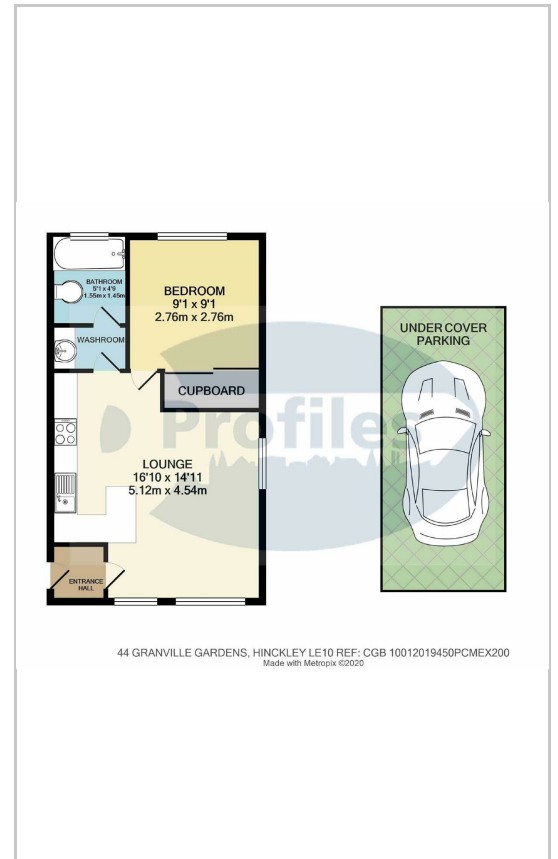 BATHROOM
5'1 x 4'9
1.55m x 1.45m
BEDROOM
9'1 x 9'1
2.76m x 2.76m
WASHROOM
CUPBOARD
UNDER COVER
PARKING
Profiles
LOUNGE
16'10 x 14'11
5.12m x 4.54m
ENTRANCE
HALL
44 GRANVILLE GARDENS, HINCKLEY LE10 REF: CGB 10012019450PCMEX200
Made with Metropix ©2020